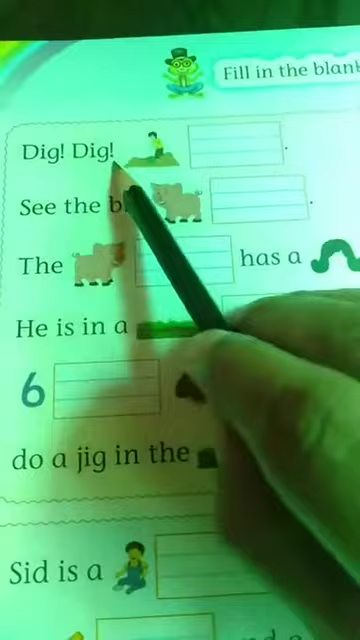 Fill in the
Dig! Dig!
See the
The has a
He is in a
6
do a jig in the
Sid is a